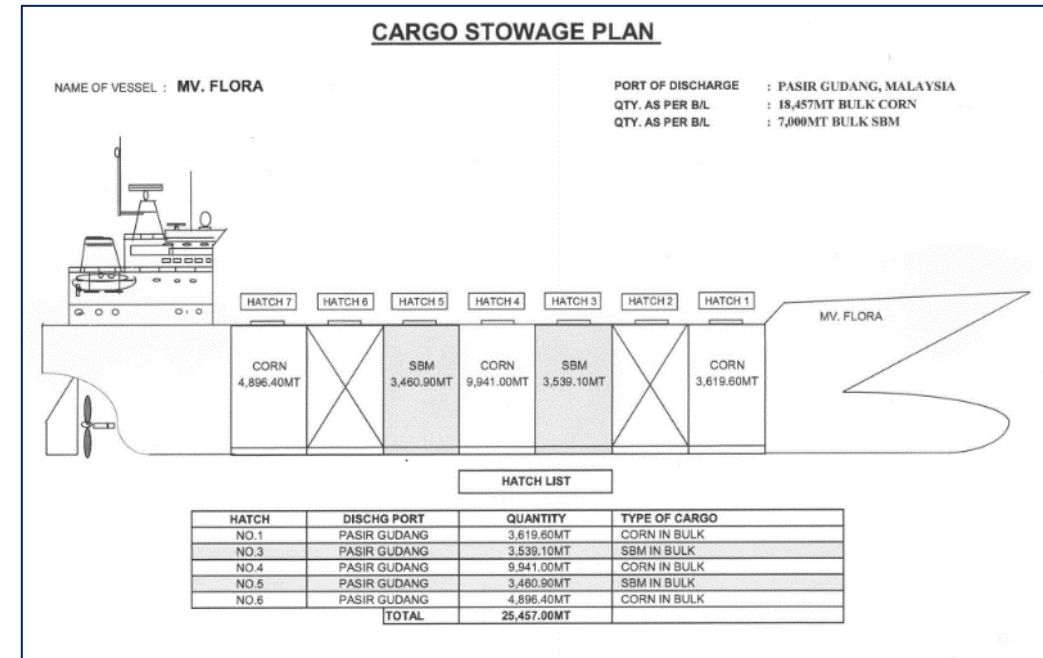 CARGO STOWAGE PLAN
NAME OF VESSEL : MV. FLORA
PORT OF DISCHARGE : PASIR GUDANG, MALAYSIA
QTY. AS PER B/L : 18,457MT BULK CORN
QTY. AS PER B/L : 7,000MT BULK SBM
HATCH 7 HATCH 6 HATCH 5 HATCH 4 HATCH 3 HATCH 2 HATCH 1
MV. FLORA
CORN SBM CORN SBM CORN
4,896.40MT 3,460.90MT 9,941.00MT 3,539.10MT 3,619.60MT
HATCH LIST
HATCH DISCHG PORT QUANTITY TYPE OF CARGO
NO.1 PASIR GUDANG 3,619.60MT CORN IN BULK
NO.3 PASIR GUDANG 3,539.10MT SBM IN BULK
NO.4 PASIR GUDANG 9,941.00MT CORN IN BULK
NO.5 PASIR GUDANG 3,460.90MT SBM IN BULK
NO.6 PASIR GUDANG 4,896.40MT CORN IN BULK
TOTAL 25,457.00MT